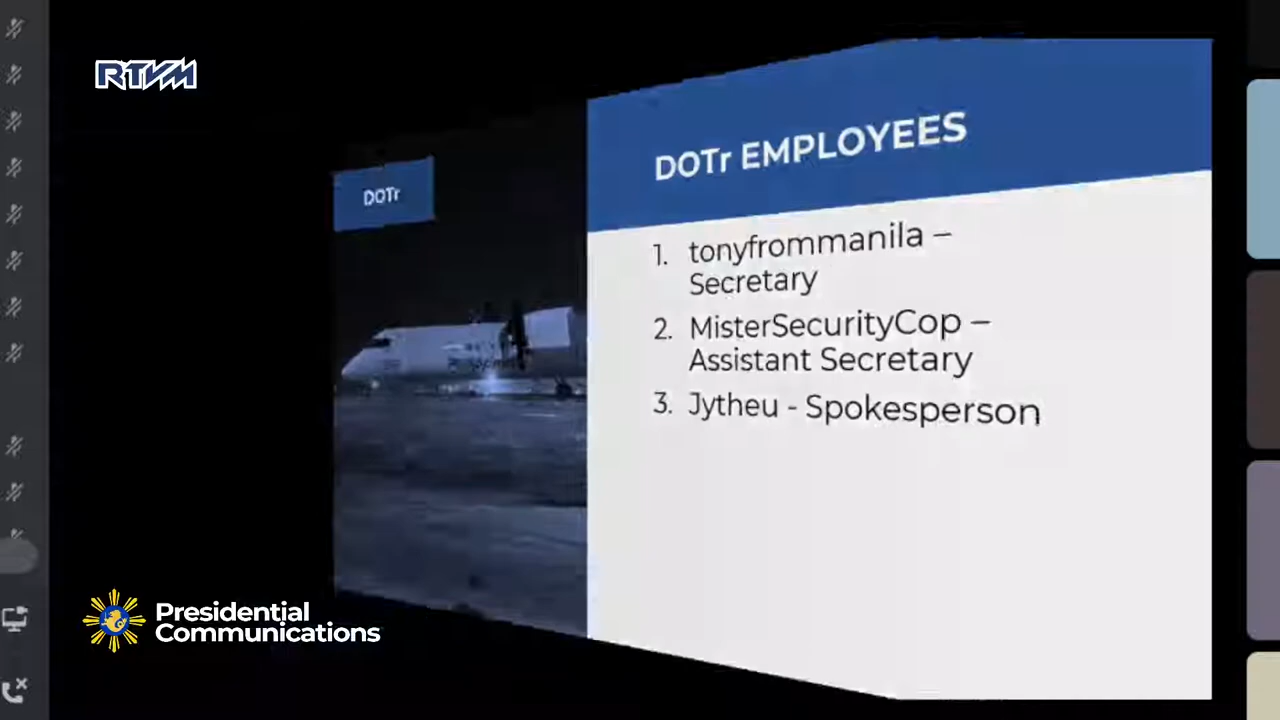 RTVM
DOTr
DOTr EMPLOYEES
1. tonyfrommanila –
Secretary
2. MisterSecurityCop –
Assistant Secretary
3. Jytheu - Spokesperson
Presidential
Communications